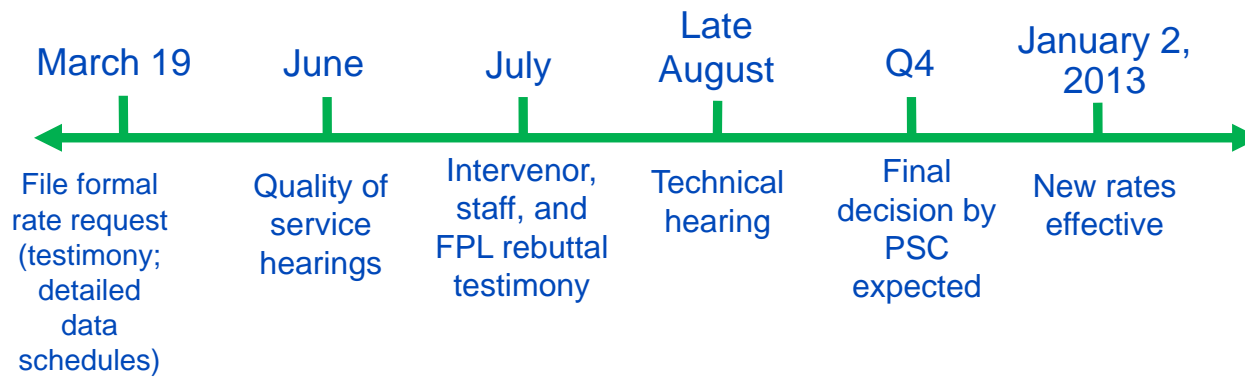 March 19
June
July
Late
August
Q4
January 2,
2013
File formal
rate request
(testimony;
detailed
data
schedules)
Quality of
service
hearings
Intervenor,
staff, and
FPL rebuttal
testimony
Technical
hearing
Final
decision by
PSC
expected
New rates
effective